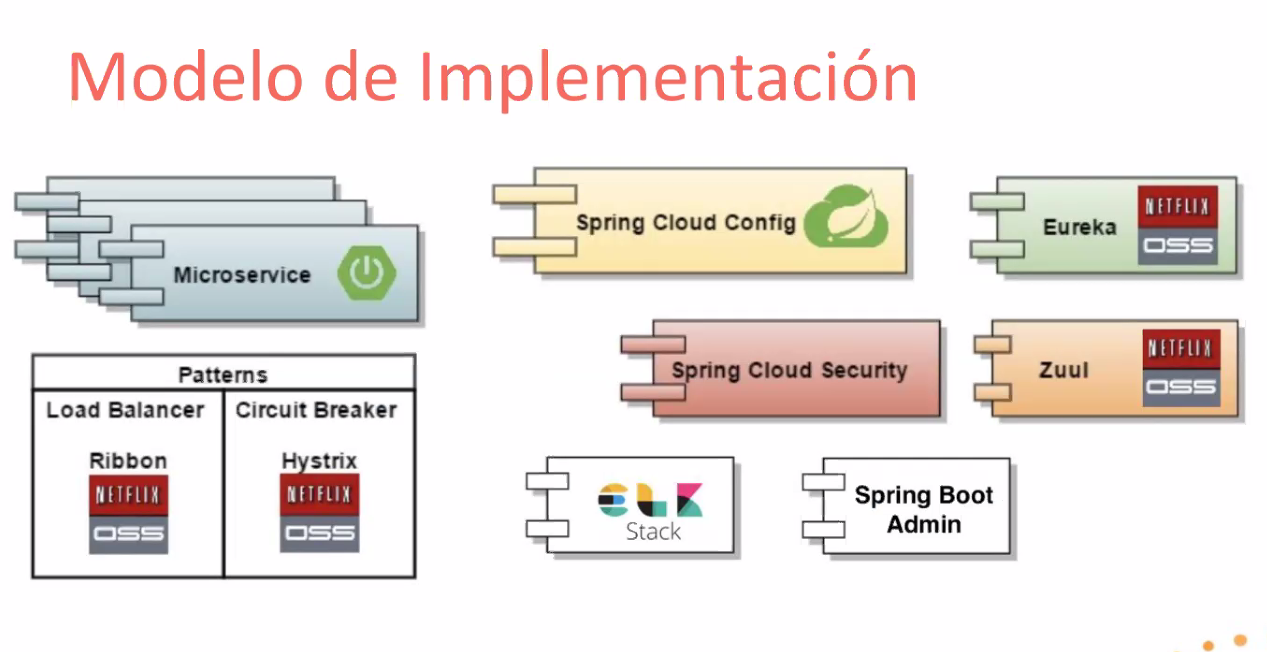 Modelo de Implementación
Microservice
Spring Cloud Config
Eureka
NETFLIX
OSS
Spring Cloud Security
Zuul
NETFLIX
OSS
Patterns
Load Balancer
Circuit Breaker
Ribbon
NETFLIX
OSS
Hystrix
NETFLIX
OSS
elk
Stack
Spring Boot
Admin